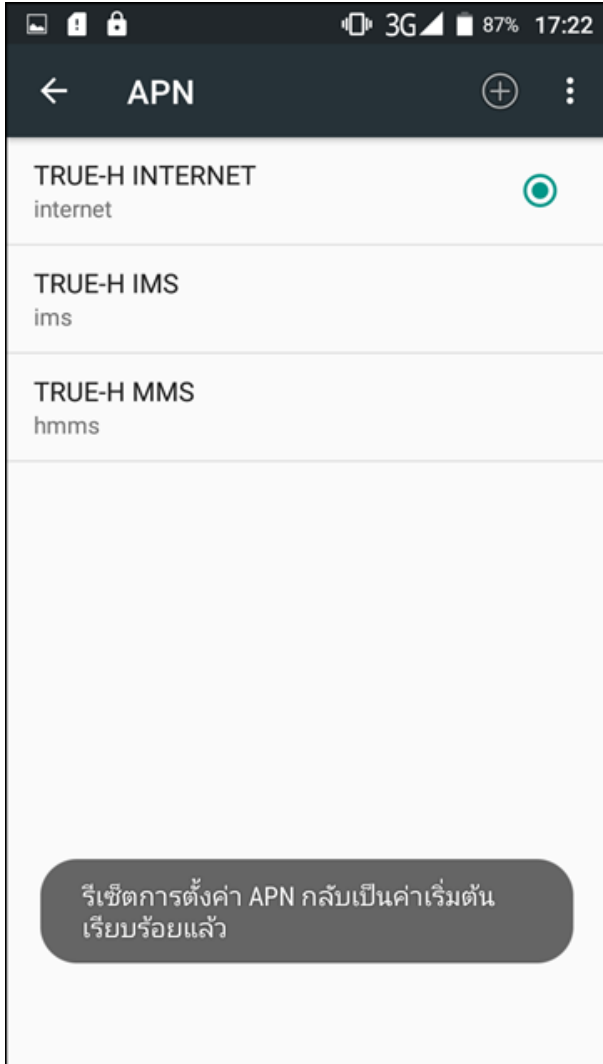 3G 87% 17:22
APN
TRUE-H INTERNET
internet
TRUE-H IMS
ims
TRUE-H MMS
hmms
รีเซ็ตการตั้งค่า APN กลับเป็นค่าเริ่มต้น
เรียบร้อยแล้ว